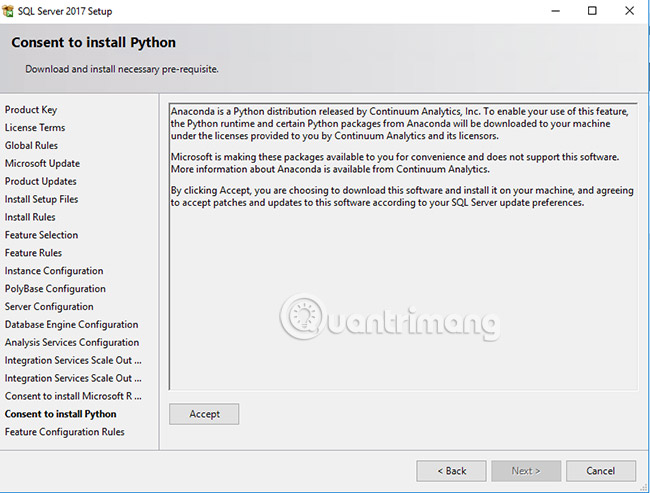 SQL Server 2017 Setup
Consent to install Python
Download and install necessary pre-requisite.
Product Key
License Terms
Global Rules
Microsoft Update
Product Updates
Install Setup Files
Install Rules
Feature Selection
Feature Rules
Instance Configuration
PolyBase Configuration
Server Configuration
Database Engine Configuration
Analysis Services Configuration
Integration Services Scale Out ...
Integration Services Scale Out ...
Consent to install Microsoft R ...
Consent to install Python
Feature Configuration Rules
Anaconda is a Python distribution released by Continuum Analytics, Inc. To enable your use of this feature,
the Python runtime and certain Python packages from Anaconda will be downloaded to your machine
under the licenses provided to you by Continuum Analytics and its licensors.
Microsoft is making these packages available to you for convenience and does not support this software.
More information about Anaconda is available from Continuum Analytics.
By clicking Accept, you are choosing to download this software and install it on your machine, and agreeing
to accept patches and updates to this software according to your SQL Server update preferences.
Quantrimang
Accept
< Back
Next >
Cancel